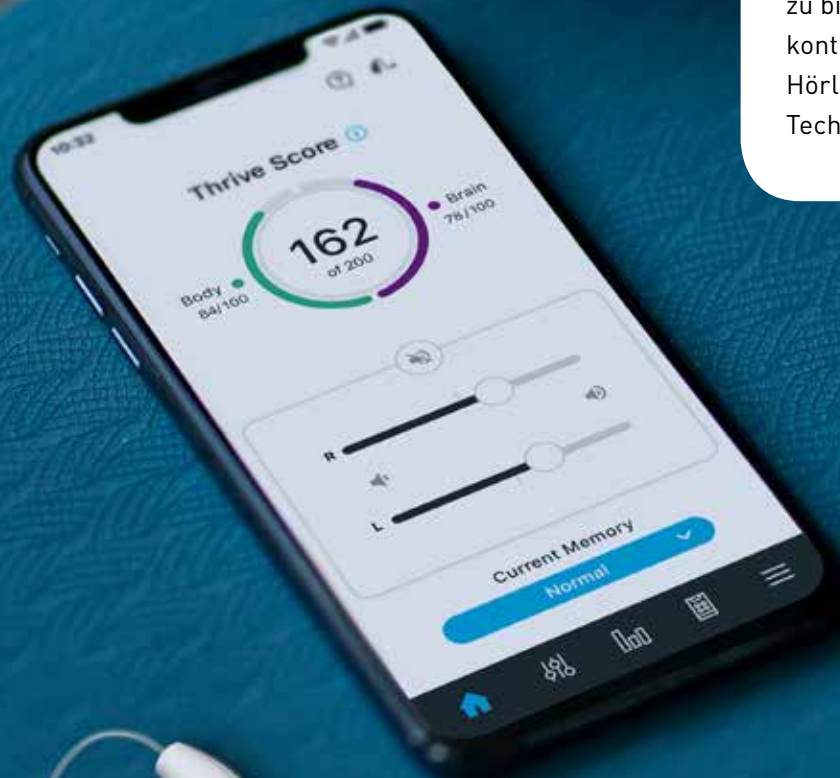 zu bi
kont
Hörl
Tech
10:32
Thrive Score
162
of 200
Brain
78/100
Body
84/100
R
L
Current Memory
Normal